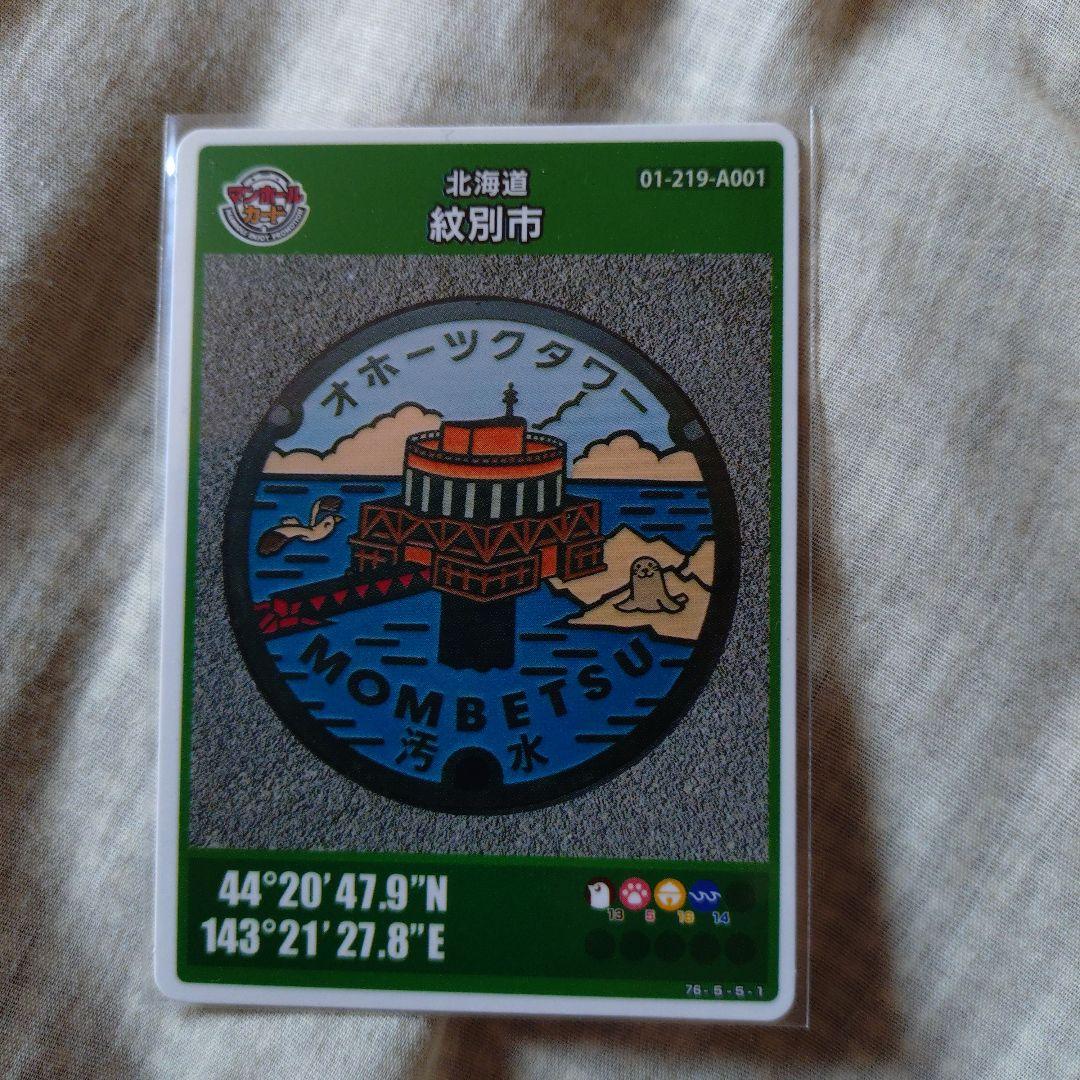 マンホール
カード
北海道
紋別市
01-219-A001
オホーツクタワー
MOMBETSU
汚水
44°20'47.9"N
143°21'27.8"E
13 5 16 14
76-5-5-1